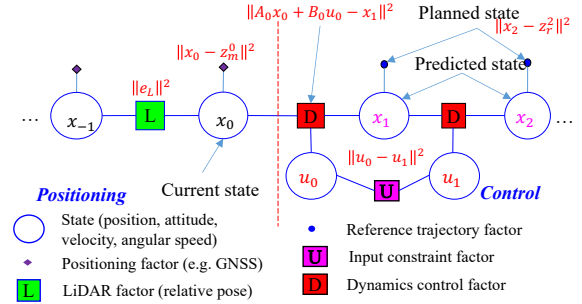 ‖A₀x₀ + B₀u₀ − x₁‖²
Planned state
‖x₀ − z⁰ₘ‖²
‖x₂ − z²ᵣ‖²
‖e_L‖²
Predicted state
... x₋₁ L x₀ D x₁ D x₂ ...
‖u₀ − u₁‖²
u₀ U u₁
Current state
Positioning
Control
State (position, attitude,
velocity, angular speed)
Positioning factor (e.g. GNSS)
L LiDAR factor (relative pose)
Reference trajectory factor
U Input constraint factor
D Dynamics control factor